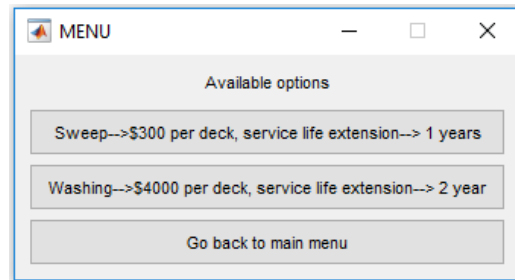 MENU
Available options
Sweep-->$300 per deck, service life extension--> 1 years
Washing-->$4000 per deck, service life extension--> 2 year
Go back to main menu